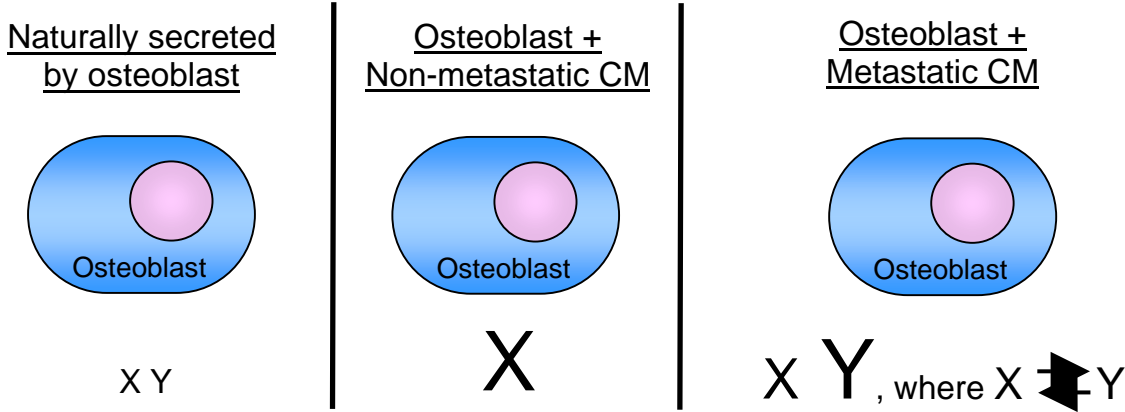 Naturally secreted
by osteoblast
Osteoblast
X Y
Osteoblast +
Non-metastatic CM
Osteoblast
X
Osteoblast +
Metastatic CM
Osteoblast
X Y, where X ⇄ Y